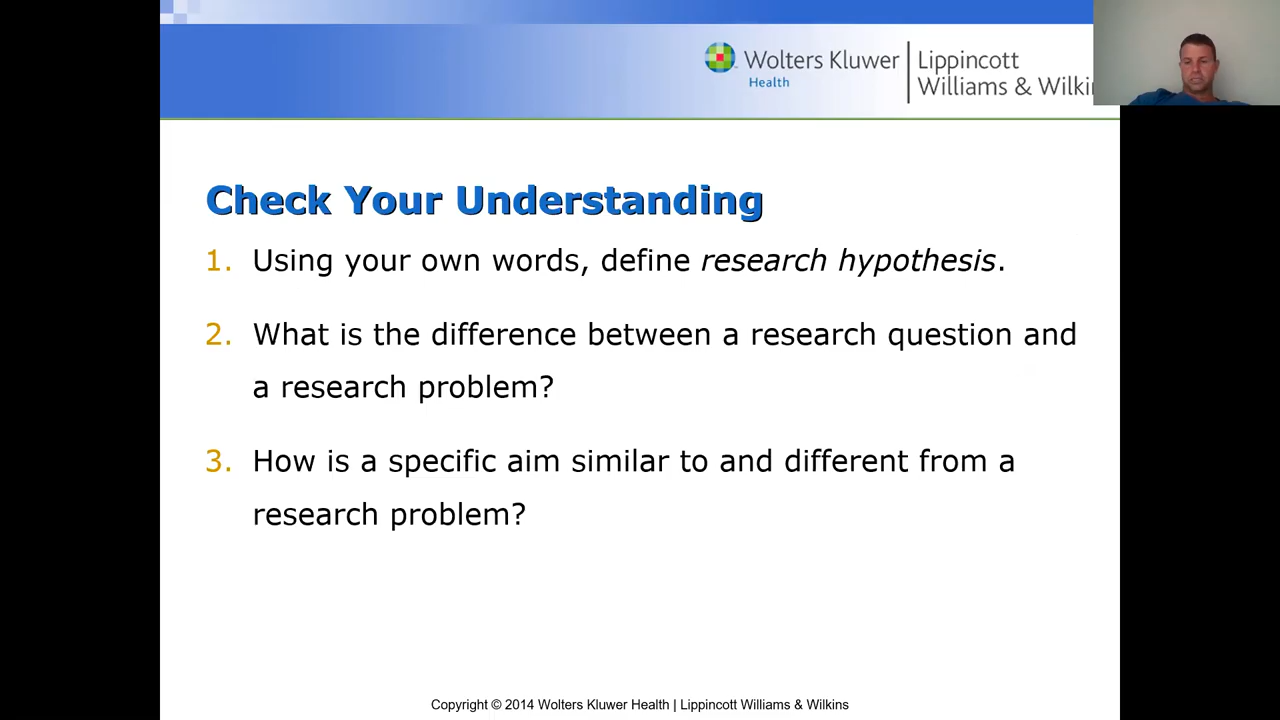 Wolters Kluwer
Health
Lippincott
Williams & Wilki
Check Your Understanding
1. Using your own words, define research hypothesis.
2. What is the difference between a research question and
a research problem?
3. How is a specific aim similar to and different from a
research problem?
Copyright © 2014 Wolters Kluwer Health | Lippincott Williams & Wilkins